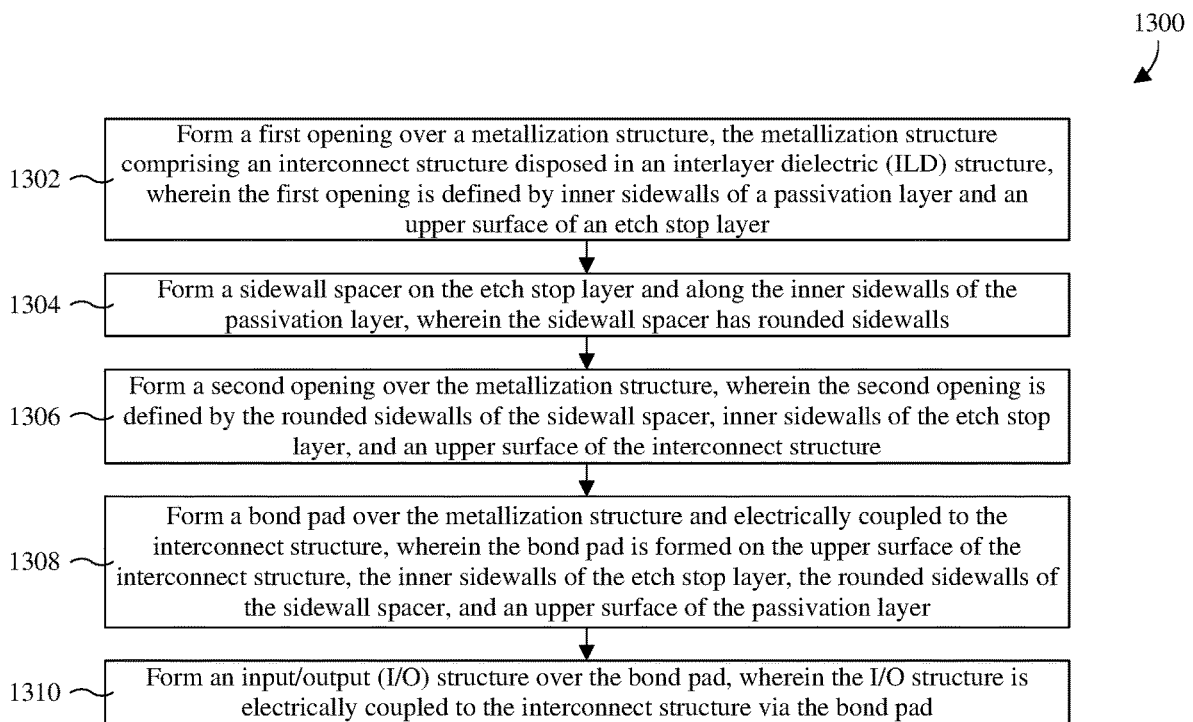 1300
Form a first opening over a metallization structure, the metallization structure
comprising an interconnect structure disposed in an interlayer dielectric (ILD) structure,
1302
wherein the first opening is defined by inner sidewalls of a passivation layer and an
upper surface of an etch stop layer
Form a sidewall spacer on the etch stop layer and along the inner sidewalls of the
1304
passivation layer, wherein the sidewall spacer has rounded sidewalls
Form a second opening over the metallization structure, wherein the second opening is
1306
defined by the rounded sidewalls of the sidewall spacer, inner sidewalls of the etch stop
layer, and an upper surface of the interconnect structure
Form a bond pad over the metallization structure and electrically coupled to the
interconnect structure, wherein the bond pad is formed on the upper surface of the
1308
interconnect structure, the inner sidewalls of the etch stop layer, the rounded sidewalls of
the sidewall spacer, and an upper surface of the passivation layer
Form an input/output (I/O) structure over the bond pad, wherein the I/O structure is
1310
electrically coupled to the interconnect structure via the bond pad